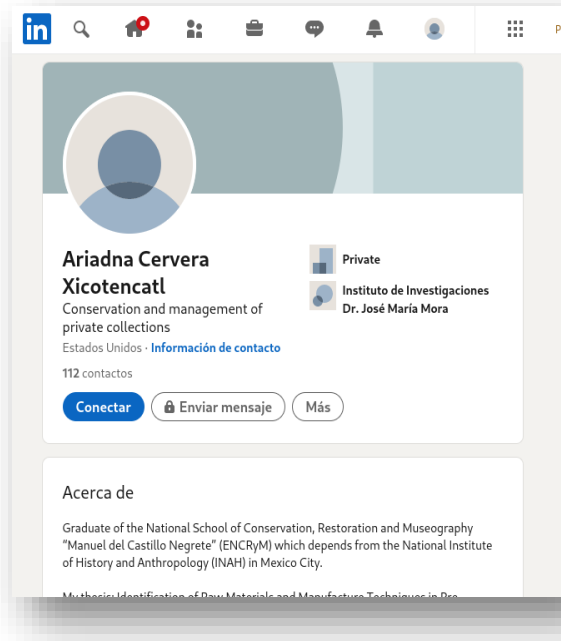 in
P
Ariadna Cervera
Xicotencatl
Conservation and management of
private collections
Estados Unidos · Información de contacto
112 contactos
Conectar
Enviar mensaje
Más
Private
Instituto de Investigaciones
Dr. José María Mora
Acerca de
Graduate of the National School of Conservation, Restoration and Museography
“Manuel del Castillo Negrete” (ENCRyM) which depends from the National Institute
of History and Anthropology (INAH) in Mexico City.
My thesis: Identification of Raw Materials and Manufacture Techniques in Pre-